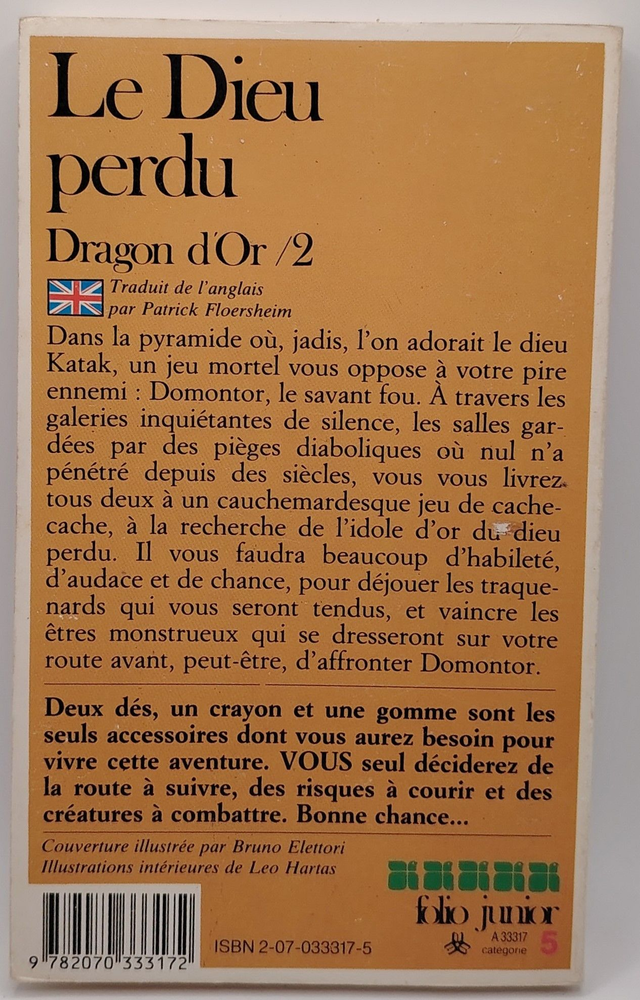 Le Dieu
perdu
Dragon d'Or /2
Traduit de l'anglais
par Patrick Floersheim
Dans la pyramide où, jadis, l'on adorait le dieu
Katak, un jeu mortel vous oppose à votre pire
ennemi : Domontor, le savant fou. À travers les
galeries inquiétantes de silence, les salles gar-
dées par des pièges diaboliques où nul n'a
pénétré depuis des siècles, vous vous livrez
tous deux à un cauchemardesque jeu de cache-
cache, à la recherche de l'idole d'or du dieu
perdu. Il vous faudra beaucoup d'habileté,
d'audace et de chance, pour déjouer les traque-
nards qui vous seront tendus, et vaincre les
êtres monstrueux qui se dresseront sur votre
route avant, peut-être, d'affronter Domontor.
Deux dés, un crayon et une gomme sont les
seuls accessoires dont vous aurez besoin pour
vivre cette aventure. VOUS seul déciderez de
la route à suivre, des risques à courir et des
créatures à combattre. Bonne chance...
Couverture illustrée par Bruno Elettori
Illustrations intérieures de Leo Hartas
folio junior
ISBN 2-07-033317-5
A 33317
catégorie 5
9 782070 333172